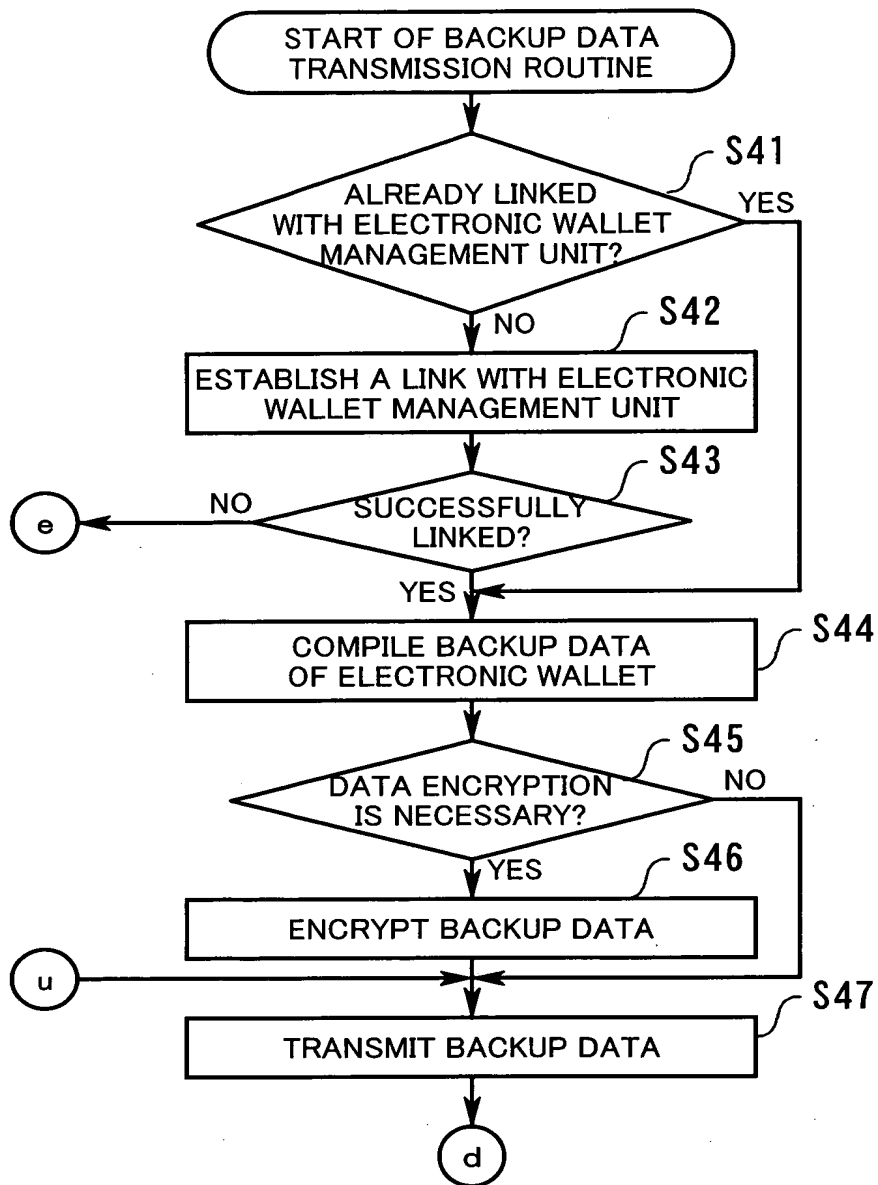 START OF BACKUP DATA
TRANSMISSION ROUTINE
S41
ALREADY LINKED
WITH ELECTRONIC WALLET
MANAGEMENT UNIT?
YES
NO
S42
ESTABLISH A LINK WITH ELECTRONIC
WALLET MANAGEMENT UNIT
S43
SUCCESSFULLY
LINKED?
NO
e
YES
S44
COMPILE BACKUP DATA
OF ELECTRONIC WALLET
S45
DATA ENCRYPTION
IS NECESSARY?
NO
YES
S46
ENCRYPT BACKUP DATA
u
S47
TRANSMIT BACKUP DATA
d